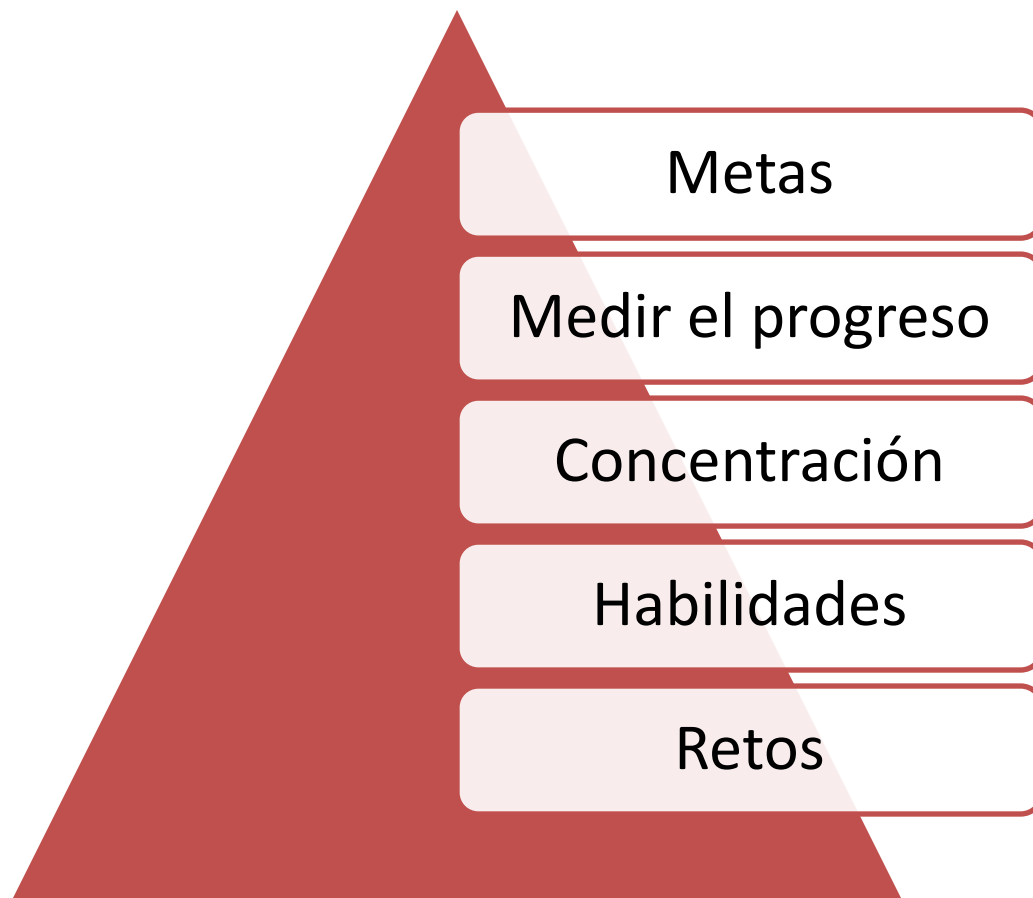 Metas
Medir el progreso
Concentración
Habilidades
Retos